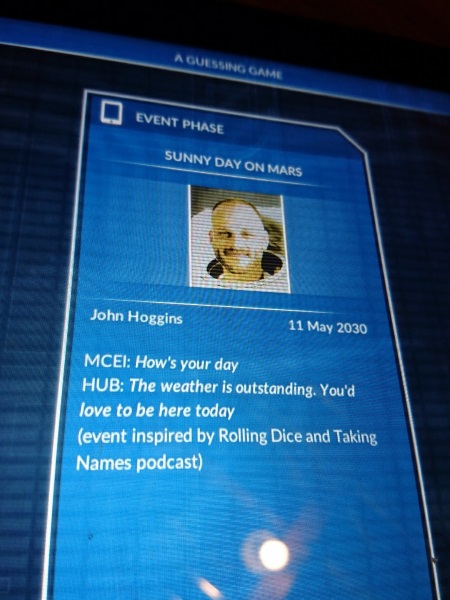 A GUESSING GAME
EVENT PHASE
SUNNY DAY ON MARS
John Hoggins
11 May 2030
MCEI: How's your day
HUB: The weather is outstanding. You'd
love to be here today
(event inspired by Rolling Dice and Taking
Names podcast)